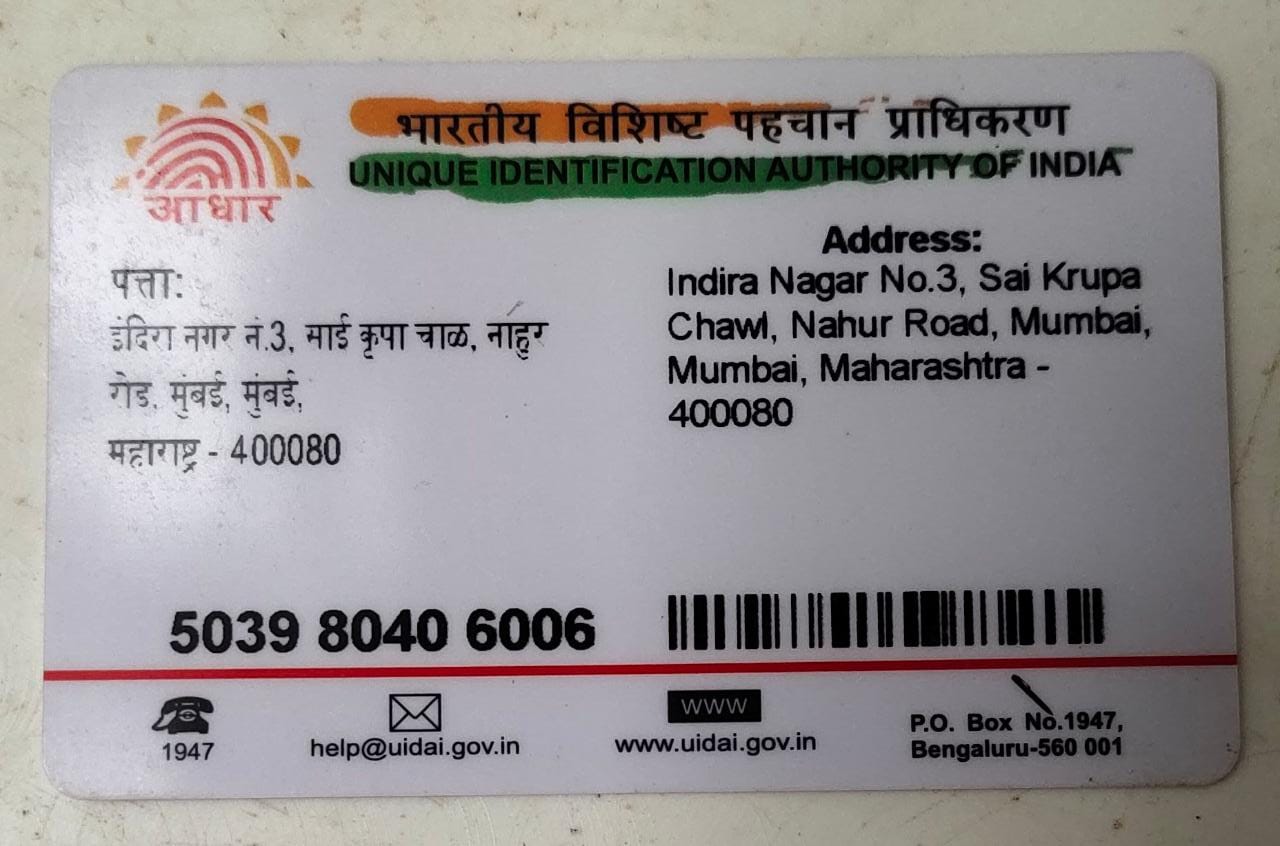 भारतीय विशिष्ट पहचान प्राधिकरण
UNIQUE IDENTIFICATION AUTHORITY OF INDIA
आधार
पत्ता:
इंदिरा नगर नं.3, साई कृपा चाळ, नाहुर
रोड, मुंबई, मुंबई,
महाराष्ट्र - 400080
Address:
Indira Nagar No.3, Sai Krupa
Chawl, Nahur Road, Mumbai,
Mumbai, Maharashtra -
400080
5039 8040 6006
1947
help@uidai.gov.in
www
www.uidai.gov.in
P.O. Box No.1947,
Bengaluru-560 001